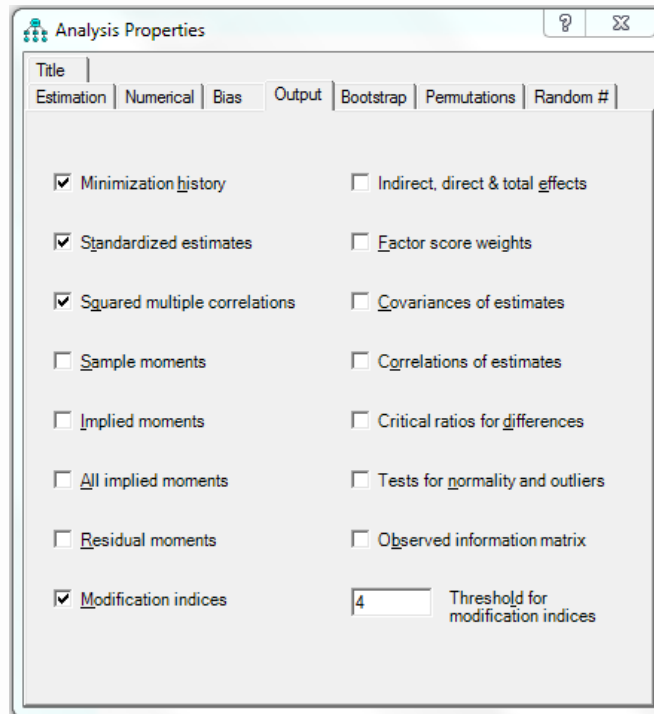 Analysis Properties
Title
Estimation Numerical Bias Output Bootstrap Permutations Random #
Minimization history
Indirect, direct & total effects
Standardized estimates
Factor score weights
Squared multiple correlations
Covariances of estimates
Sample moments
Correlations of estimates
Implied moments
Critical ratios for differences
All implied moments
Tests for normality and outliers
Residual moments
Observed information matrix
Modification indices
4
Threshold for
modification indices